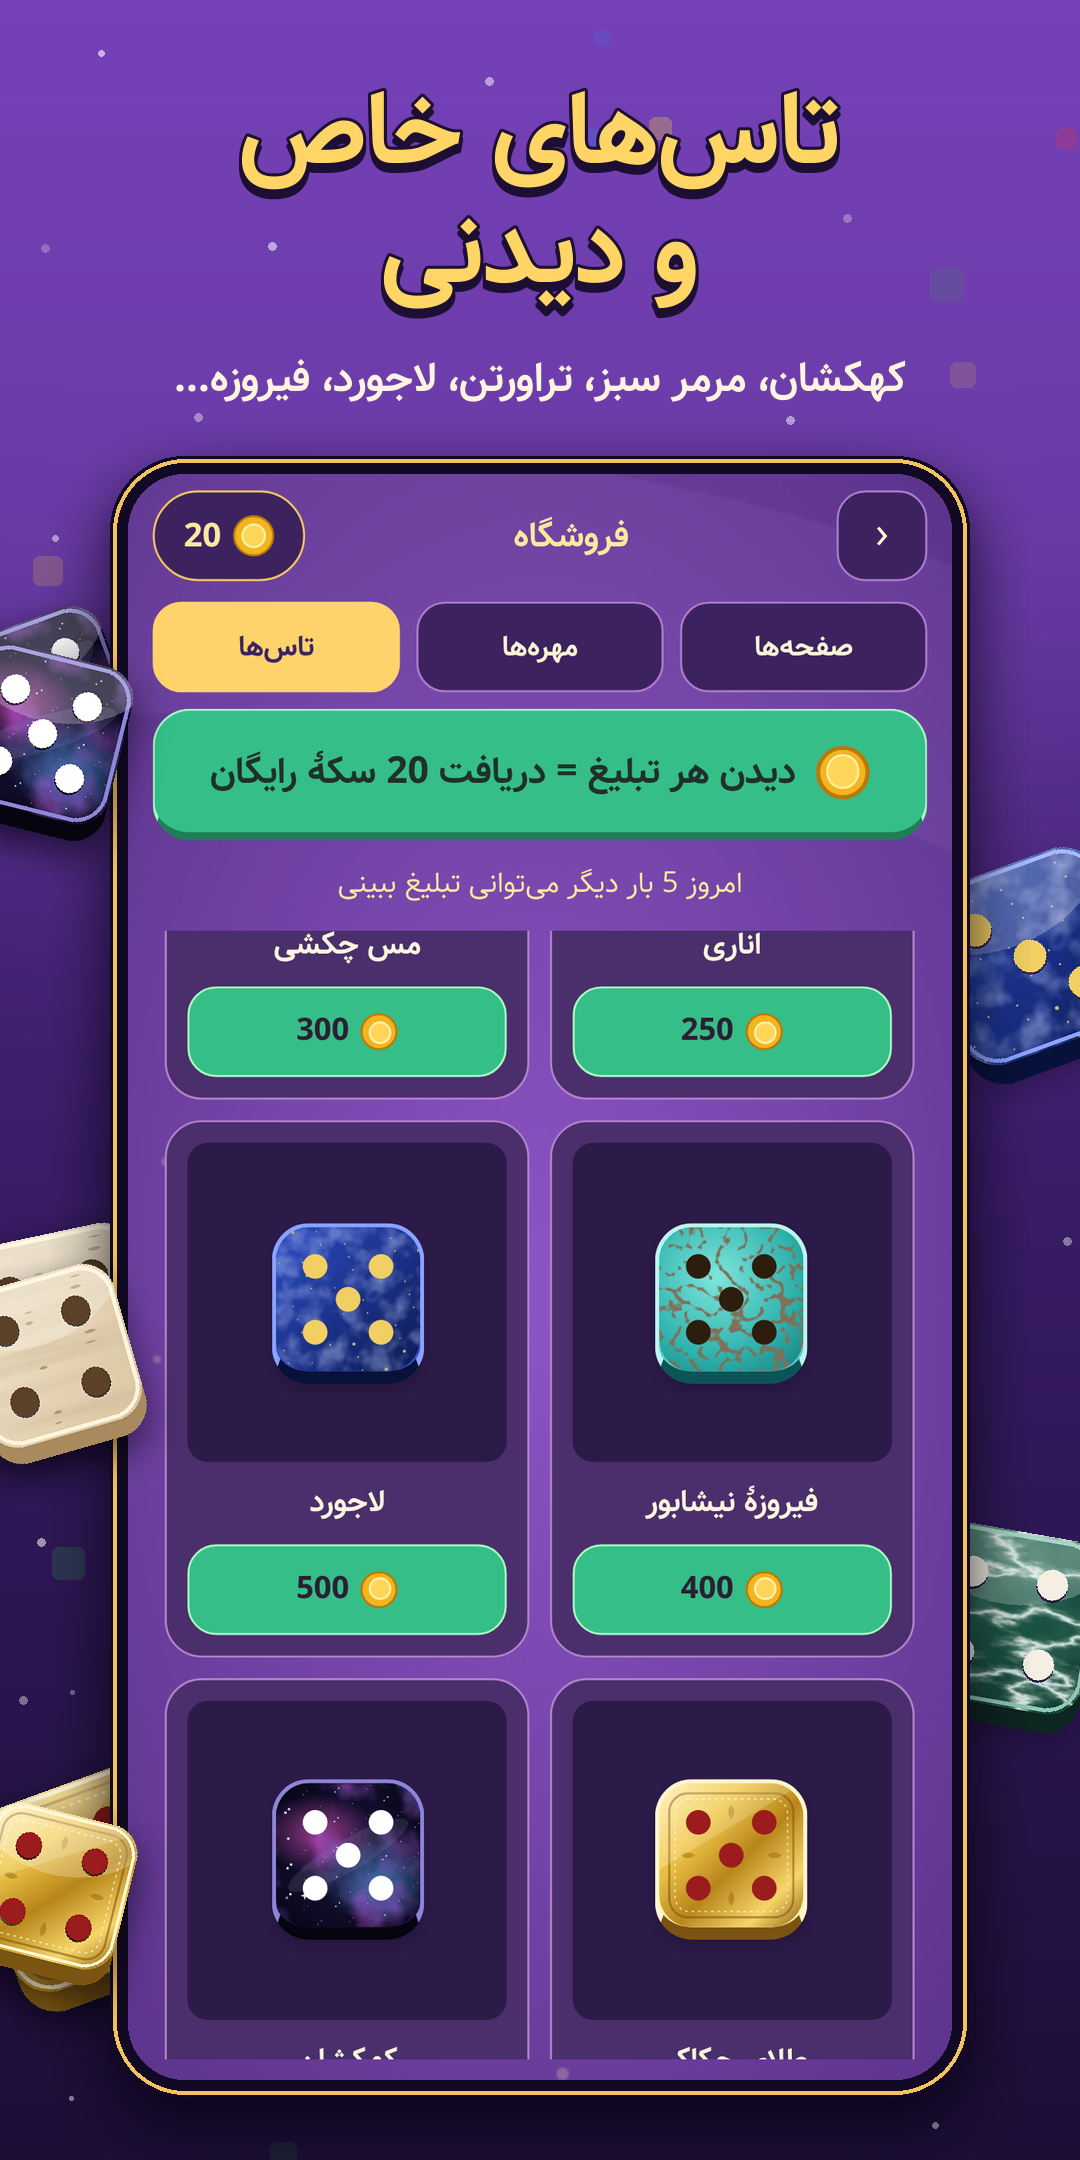 تاس‌های خاص
و دیدنی
کهکشان، مرمر سبز، تراورتن، لاجورد، فیروزه...
فروشگاه
20
صفحه‌ها
مهره‌ها
تاس‌ها
دیدن هر تبلیغ = دریافت 20 سکهٔ رایگان
امروز 5 بار دیگر می‌توانی تبلیغ ببینی
اناری
مس چکشی
250
300
فیروزهٔ نیشابور
لاجورد
400
500
کهکشان